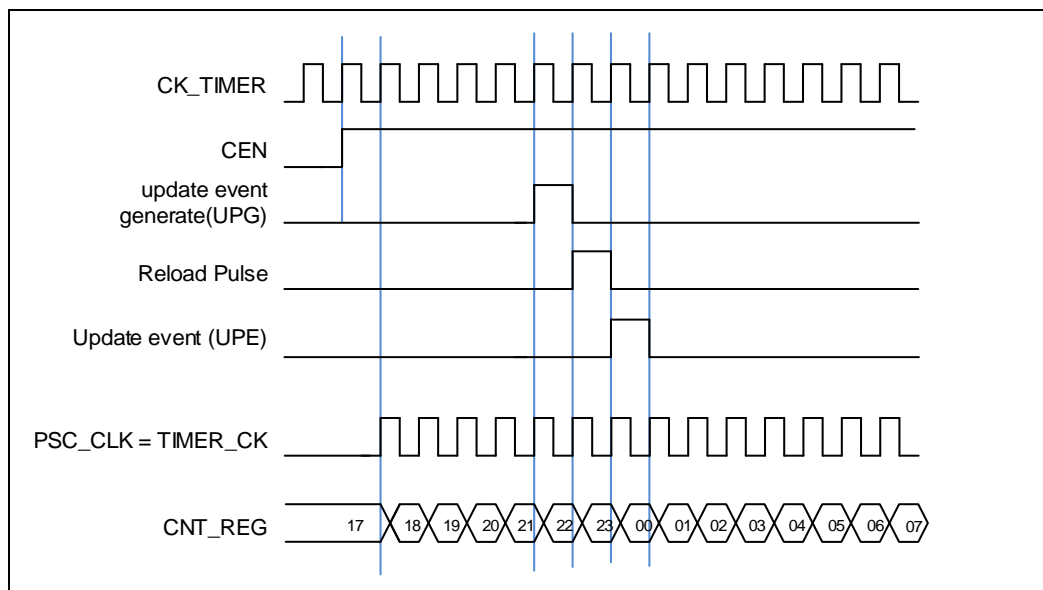 CK_TIMER
CEN
update event
generate(UPG)
Reload Pulse
Update event (UPE)
PSC_CLK = TIMER_CK
CNT_REG 17 18 19 20 21 22 23 00 01 02 03 04 05 06 07